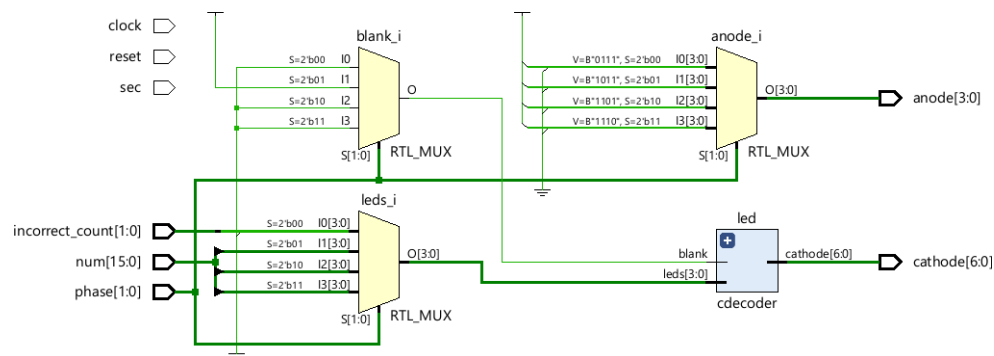 clock
reset
sec
blank_i
S=2'b00 I0
S=2'b01 I1
S=2'b10 I2
S=2'b11 I3
O
S[1:0]
RTL_MUX
anode_i
V=B"0111", S=2'b00 I0[3:0]
V=B"1011", S=2'b01 I1[3:0]
V=B"1101", S=2'b10 I2[3:0]
V=B"1110", S=2'b11 I3[3:0]
O[3:0]
S[1:0]
RTL_MUX
anode[3:0]
incorrect_count[1:0]
num[15:0]
phase[1:0]
leds_i
S=2'b00 I0[3:0]
S=2'b01 I1[3:0]
S=2'b10 I2[3:0]
S=2'b11 I3[3:0]
O[3:0]
S[1:0]
RTL_MUX
led
blank
leds[3:0]
cathode[6:0]
cdecoder
cathode[6:0]